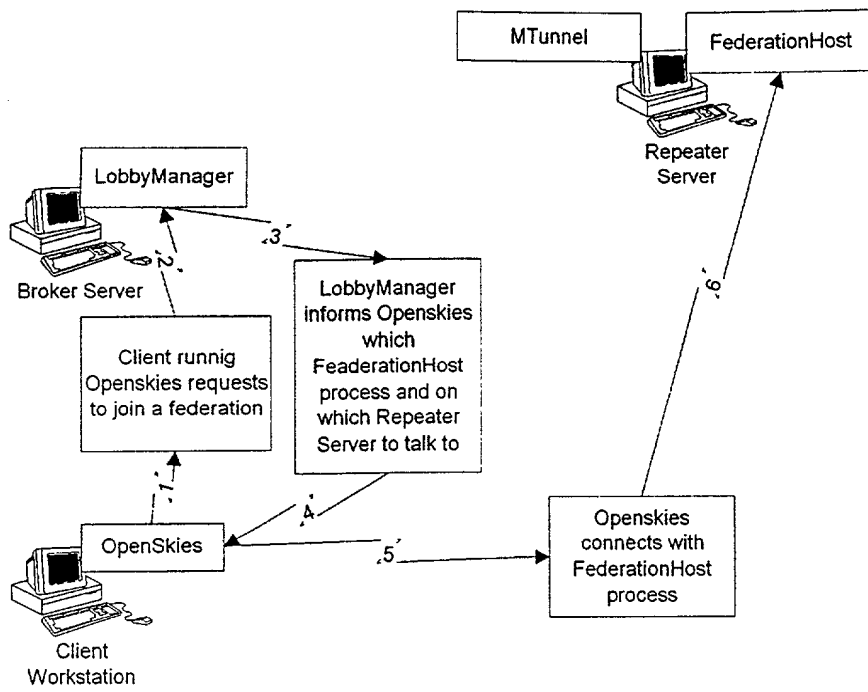 MTunnel
FederationHost
Repeater
Server
LobbyManager
Broker Server
‚2’
‚3’
LobbyManager
informs Openskies
which
FeaderationHost
process and on
which Repeater
Server to talk to
Client runnig
Openskies requests
to join a federation
‚6’
‚1’
‚4’
OpenSkies
‚5’
Openskies
connects with
FederationHost
process
Client
Workstation